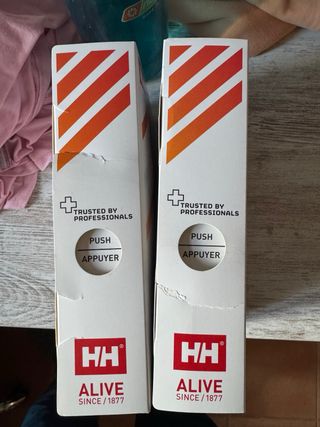 TRUSTED BY
PROFESSIONALS
PUSH
APPUYER
HH®
ALIVE
SINCE / 1877
TRUSTED BY
PROFESSIONALS
PUSH
APPUYER
HH®
ALIVE
SINCE / 1877